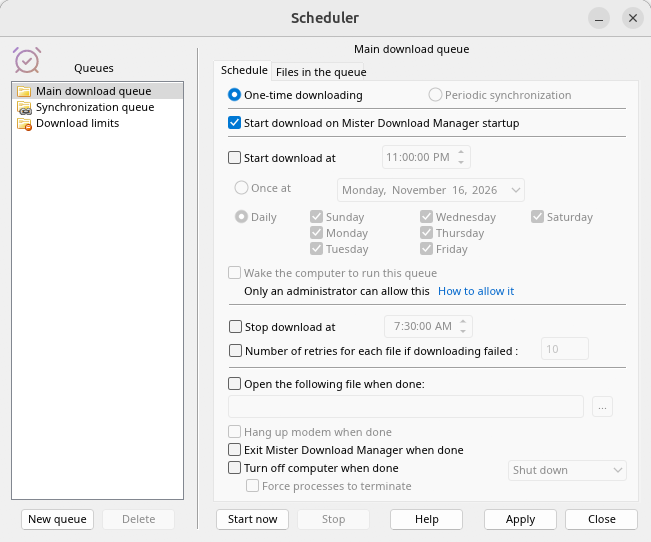 Scheduler
Queues
Main download queue
Synchronization queue
Download limits
New queue
Delete
Main download queue
Schedule
Files in the queue
One-time downloading
Periodic synchronization
Start download on Mister Download Manager startup
Start download at
11:00:00 PM
Once at
Monday, November 16, 2026
Daily
Sunday
Wednesday
Saturday
Monday
Thursday
Tuesday
Friday
Wake the computer to run this queue
Only an administrator can allow this How to allow it
Stop download at
7:30:00 AM
Number of retries for each file if downloading failed :
10
Open the following file when done:
...
Hang up modem when done
Exit Mister Download Manager when done
Turn off computer when done
Shut down
Force processes to terminate
Start now
Stop
Help
Apply
Close